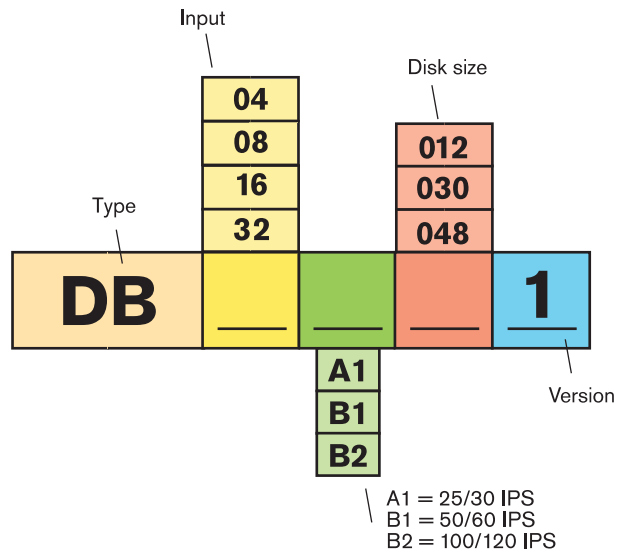 Input
Disk size
04
08
16
32
012
030
048
Type
DB
1
Version
A1
B1
B2
A1 = 25/30 IPS
B1 = 50/60 IPS
B2 = 100/120 IPS